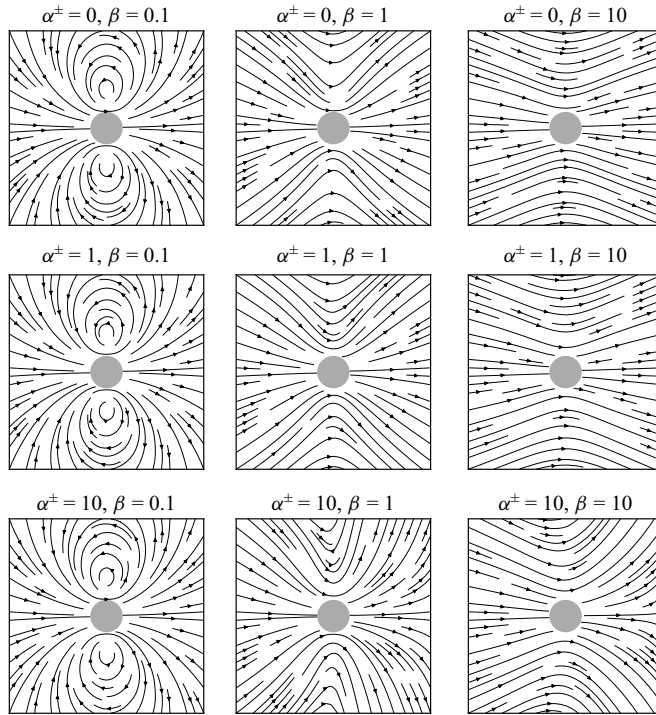 α± = 0, β = 0.1
α± = 0, β = 1
α± = 0, β = 10
α± = 1, β = 0.1
α± = 1, β = 1
α± = 1, β = 10
α± = 10, β = 0.1
α± = 10, β = 1
α± = 10, β = 10